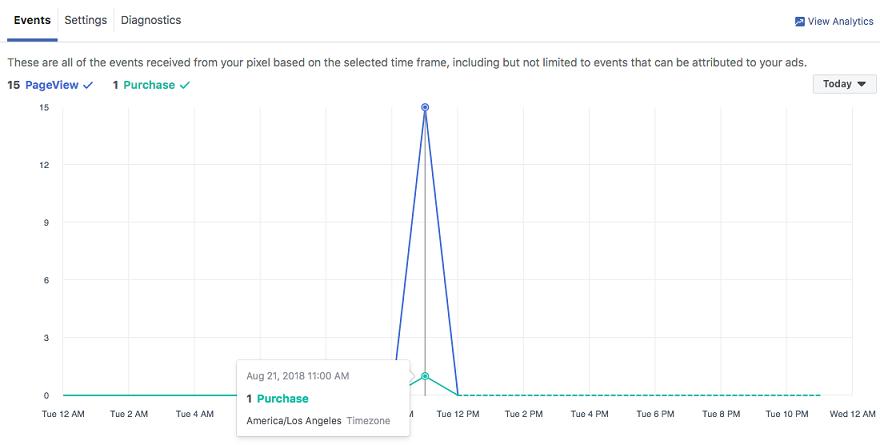 Events Settings Diagnostics
View Analytics
These are all of the events received from your pixel based on the selected time frame, including but not limited to events that can be attributed to your ads.
15 PageView 1 Purchase
Today
15
12
9
6
3
0
Aug 21, 2018 11:00 AM
1 Purchase
America/Los Angeles Timezone
Tue 12 AM Tue 2 AM Tue 4 AM Tue 12 PM Tue 2 PM Tue 4 PM Tue 6 PM Tue 8 PM Tue 10 PM Wed 12 AM